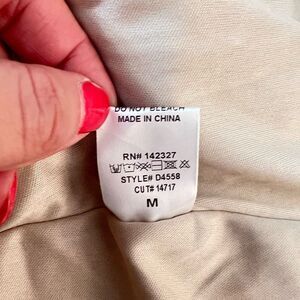 DO NOT BLEACH
MADE IN CHINA
RN# 142327
STYLE# D4558
CUT# 14717
M